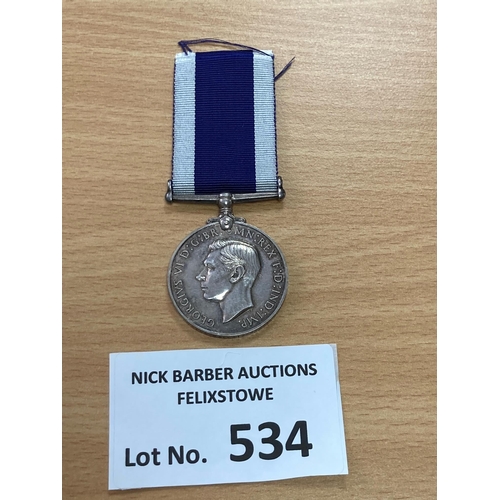 GEORGIVS VI D:G:BR: OMN:REX F:D:IND:IMP.
NICK BARBER AUCTIONS
FELIXSTOWE
Lot No. 534